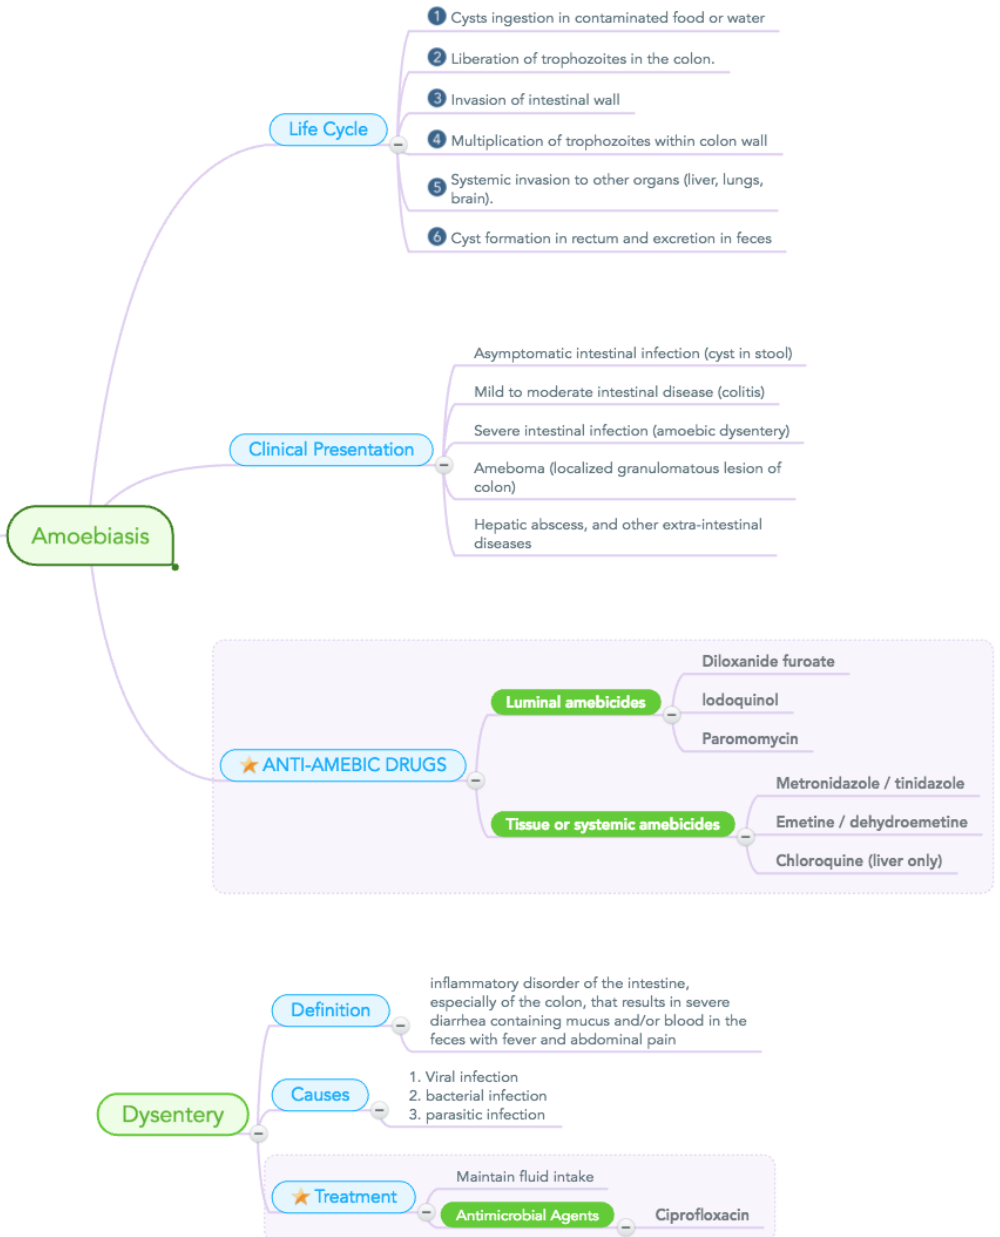 1 Cysts ingestion in contaminated food or water
2 Liberation of trophozoites in the colon.
3 Invasion of intestinal wall
Life Cycle
4 Multiplication of trophozoites within colon wall
5 Systemic invasion to other organs (liver, lungs,
brain).
6 Cyst formation in rectum and excretion in feces
Asymptomatic intestinal infection (cyst in stool)
Mild to moderate intestinal disease (colitis)
Severe intestinal infection (amoebic dysentery)
Clinical Presentation
Ameboma (localized granulomatous lesion of
colon)
Hepatic abscess, and other extra-intestinal
diseases
Amoebiasis
Diloxanide furoate
Luminal amebicides
Iodoquinol
Paromomycin
ANTI-AMEBIC DRUGS
Metronidazole / tinidazole
Tissue or systemic amebicides
Emetine / dehydroemetine
Chloroquine (liver only)
inflammatory disorder of the intestine,
especially of the colon, that results in severe
diarrhea containing mucus and/or blood in the
feces with fever and abdominal pain
Definition
Causes
1. Viral infection
2. bacterial infection
3. parasitic infection
Dysentery
Treatment
Maintain fluid intake
Antimicrobial Agents
Ciprofloxacin